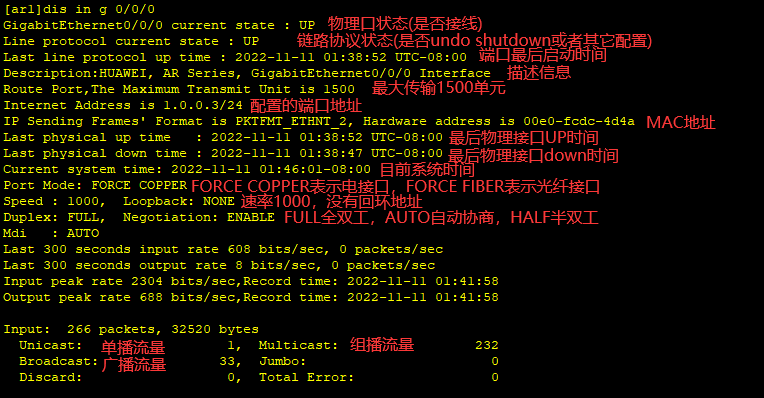 [ar1]dis in g 0/0/0
GigabitEthernet0/0/0 current state : UP 物理口状态(是否接线)
Line protocol current state : UP 链路协议状态(是否undo shutdown或者其它配置)
Last line protocol up time : 2022-11-11 01:38:52 UTC-08:00 端口最后启动时间
Description:HUAWEI, AR Series, GigabitEthernet0/0/0 Interface 描述信息
Route Port,The Maximum Transmit Unit is 1500 最大传输1500单元
Internet Address is 1.0.0.3/24 配置的端口地址
IP Sending Frames' Format is PKTFMT_ETHNT_2, Hardware address is 00e0-fcdc-4d4a MAC地址
Last physical up time : 2022-11-11 01:38:52 UTC-08:00 最后物理接口UP时间
Last physical down time : 2022-11-11 01:38:47 UTC-08:00 最后物理接口down时间
Current system time: 2022-11-11 01:46:01-08:00 目前系统时间
Port Mode: FORCE COPPER FORCE COPPER表示电接口，FORCE FIBER表示光纤接口
Speed : 1000, Loopback: NONE 速率1000，没有回环地址
Duplex: FULL, Negotiation: ENABLE FULL全双工，AUTO自动协商，HALF半双工
Mdi : AUTO
Last 300 seconds input rate 608 bits/sec, 0 packets/sec
Last 300 seconds output rate 8 bits/sec, 0 packets/sec
Input peak rate 2304 bits/sec,Record time: 2022-11-11 01:41:58
Output peak rate 688 bits/sec,Record time: 2022-11-11 01:41:58
Input: 266 packets, 32520 bytes
Unicast: 单播流量 1, Multicast: 组播流量 232
Broadcast: 广播流量 33, Jumbo: 0
Discard: 0, Total Error: 0